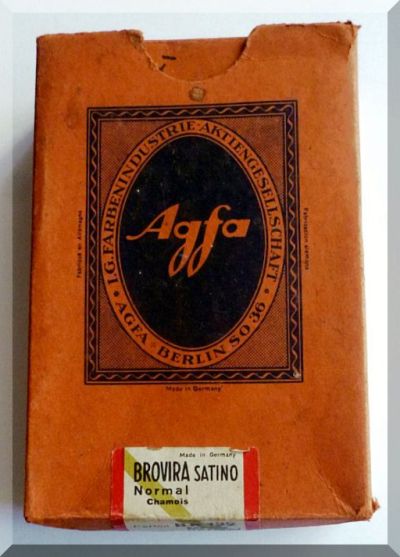 I.G. FARBENINDUSTRIE-AKTIENGESELLSCHAFT
Agfa
AGFA BERLIN SO 36
Made in Germany
Made in Germany
BROVIRA SATINO
Normal
Chamois